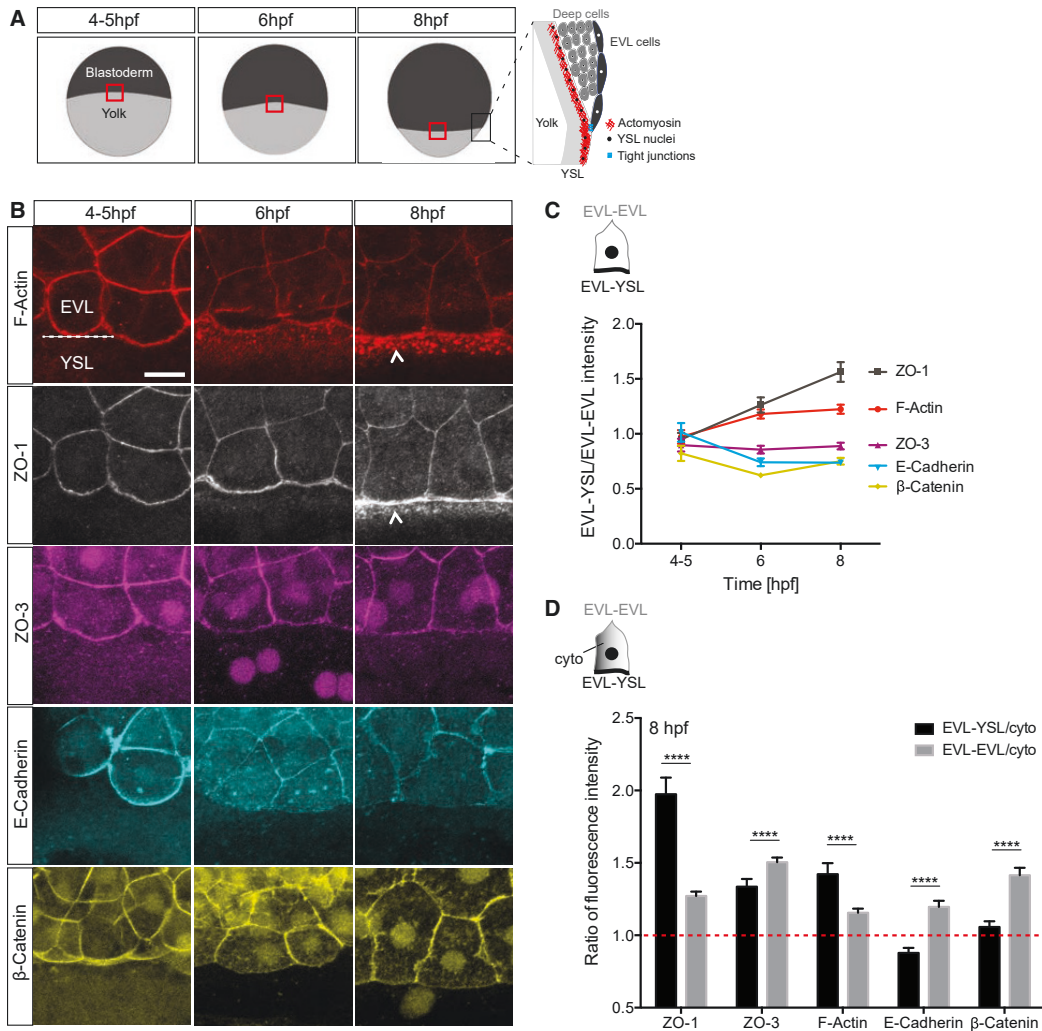 A
4-5hpf
6hpf
8hpf
Blastoderm
Yolk
Deep cells
EVL cells
Yolk
Actomyosin
YSL nuclei
Tight junctions
YSL
B
4-5hpf
6hpf
8hpf
F-Actin
EVL
YSL
ZO-1
ZO-3
E-Cadherin
β-Catenin
C
EVL-EVL
EVL-YSL
EVL-YSL/EVL-EVL intensity
2.0
1.5
1.0
0.5
0.0
4-5
6
8
Time [hpf]
ZO-1
F-Actin
ZO-3
E-Cadherin
β-Catenin
D
EVL-EVL
cyto
EVL-YSL
Ratio of fluorescence intensity
2.5
2.0
1.5
1.0
0.5
8 hpf
EVL-YSL/cyto
EVL-EVL/cyto
****
****
****
****
****
ZO-1
ZO-3
F-Actin
E-Cadherin
β-Catenin